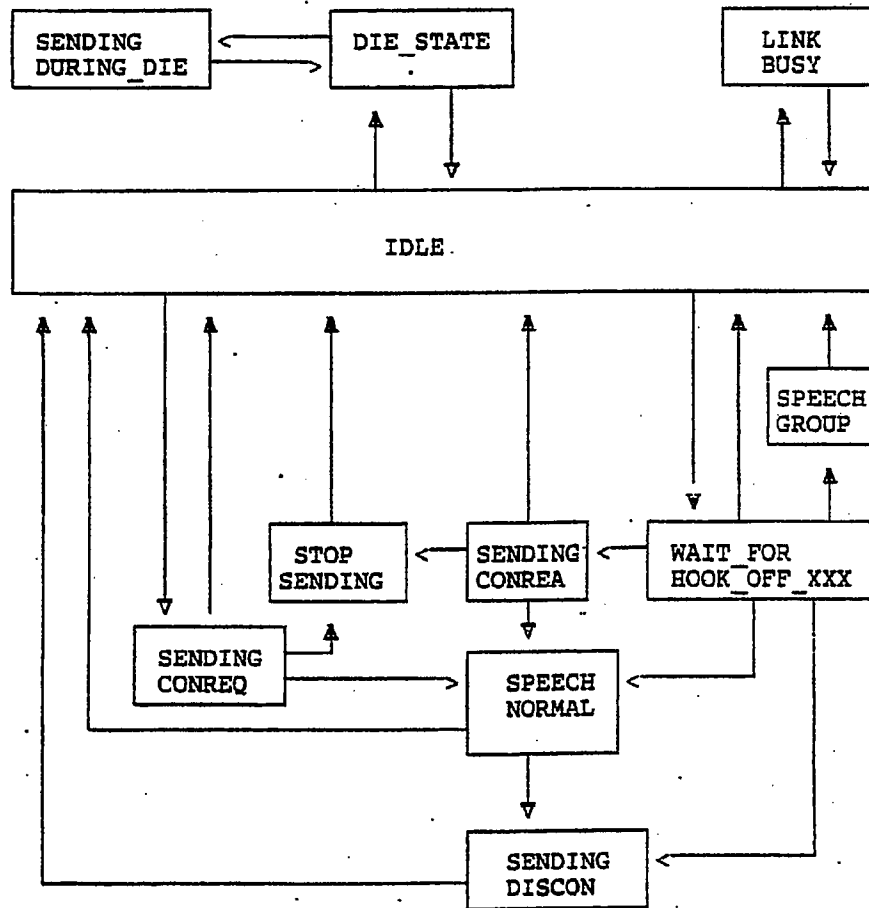 SENDING
DURING_DIE
DIE_STATE
LINK
BUSY
IDLE
SPEECH
GROUP
STOP
SENDING
SENDING
CONREA
WAIT_FOR
HOOK_OFF_XXX
SENDING
CONREQ
SPEECH
NORMAL
SENDING
DISCON